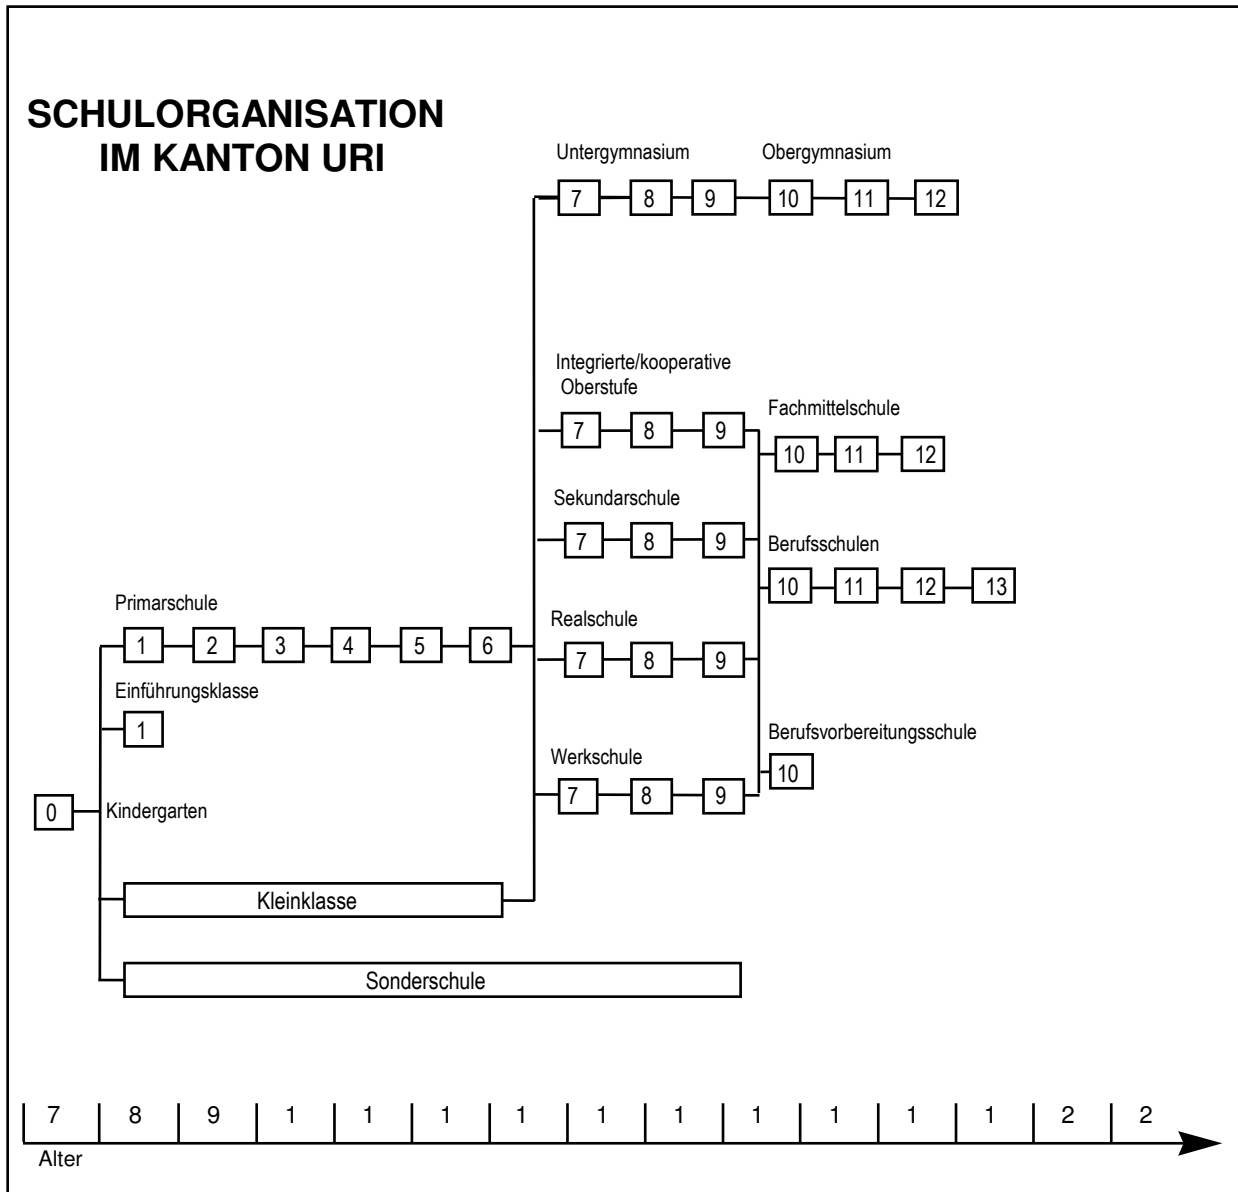 SCHULORGANISATION
IM KANTON URI
Untergymnasium Obergymnasium
7 8 9 10 11 12
Integrierte/kooperative
Oberstufe
Fachmittelschule
7 8 9
10 11 12
Sekundarschule
7 8 9
Berufsschulen
10 11 12 13
Primarschule
1 2 3 4 5 6
Realschule
7 8 9
Einführungsklasse
1
Berufsvorbereitungsschule
10
Werkschule
7 8 9
0 Kindergarten
Kleinklasse
Sonderschule
7 8 9 1 1 1 1 1 1 1 1 1 1 2 2
Alter